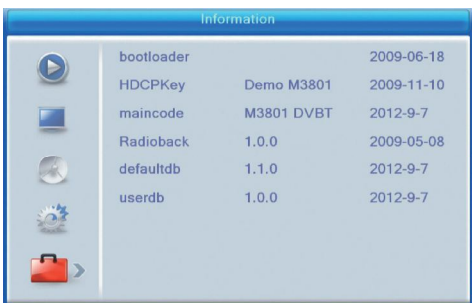 Information
bootloader 2009-06-18
HDCPKey Demo M3801 2009-11-10
maincode M3801 DVBT 2012-9-7
Radioback 1.0.0 2009-05-08
defaultdb 1.1.0 2012-9-7
userdb 1.0.0 2012-9-7